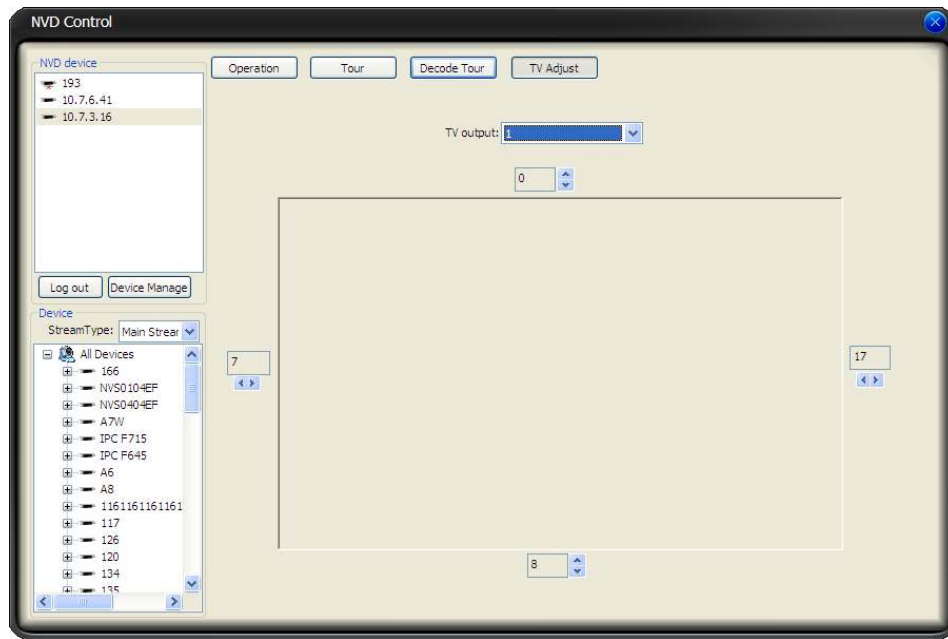 NVD Control
NVD device
193
10.7.6.41
10.7.3.16
Log out
Device Manage
Device
StreamType: Main Strear
All Devices
166
NVS0104EF
NVS0404EF
A7W
IPC F715
IPC F645
A6
A8
1161161161161
117
126
120
134
135
Operation
Tour
Decode Tour
TV Adjust
TV output: 1
0
7
17
8